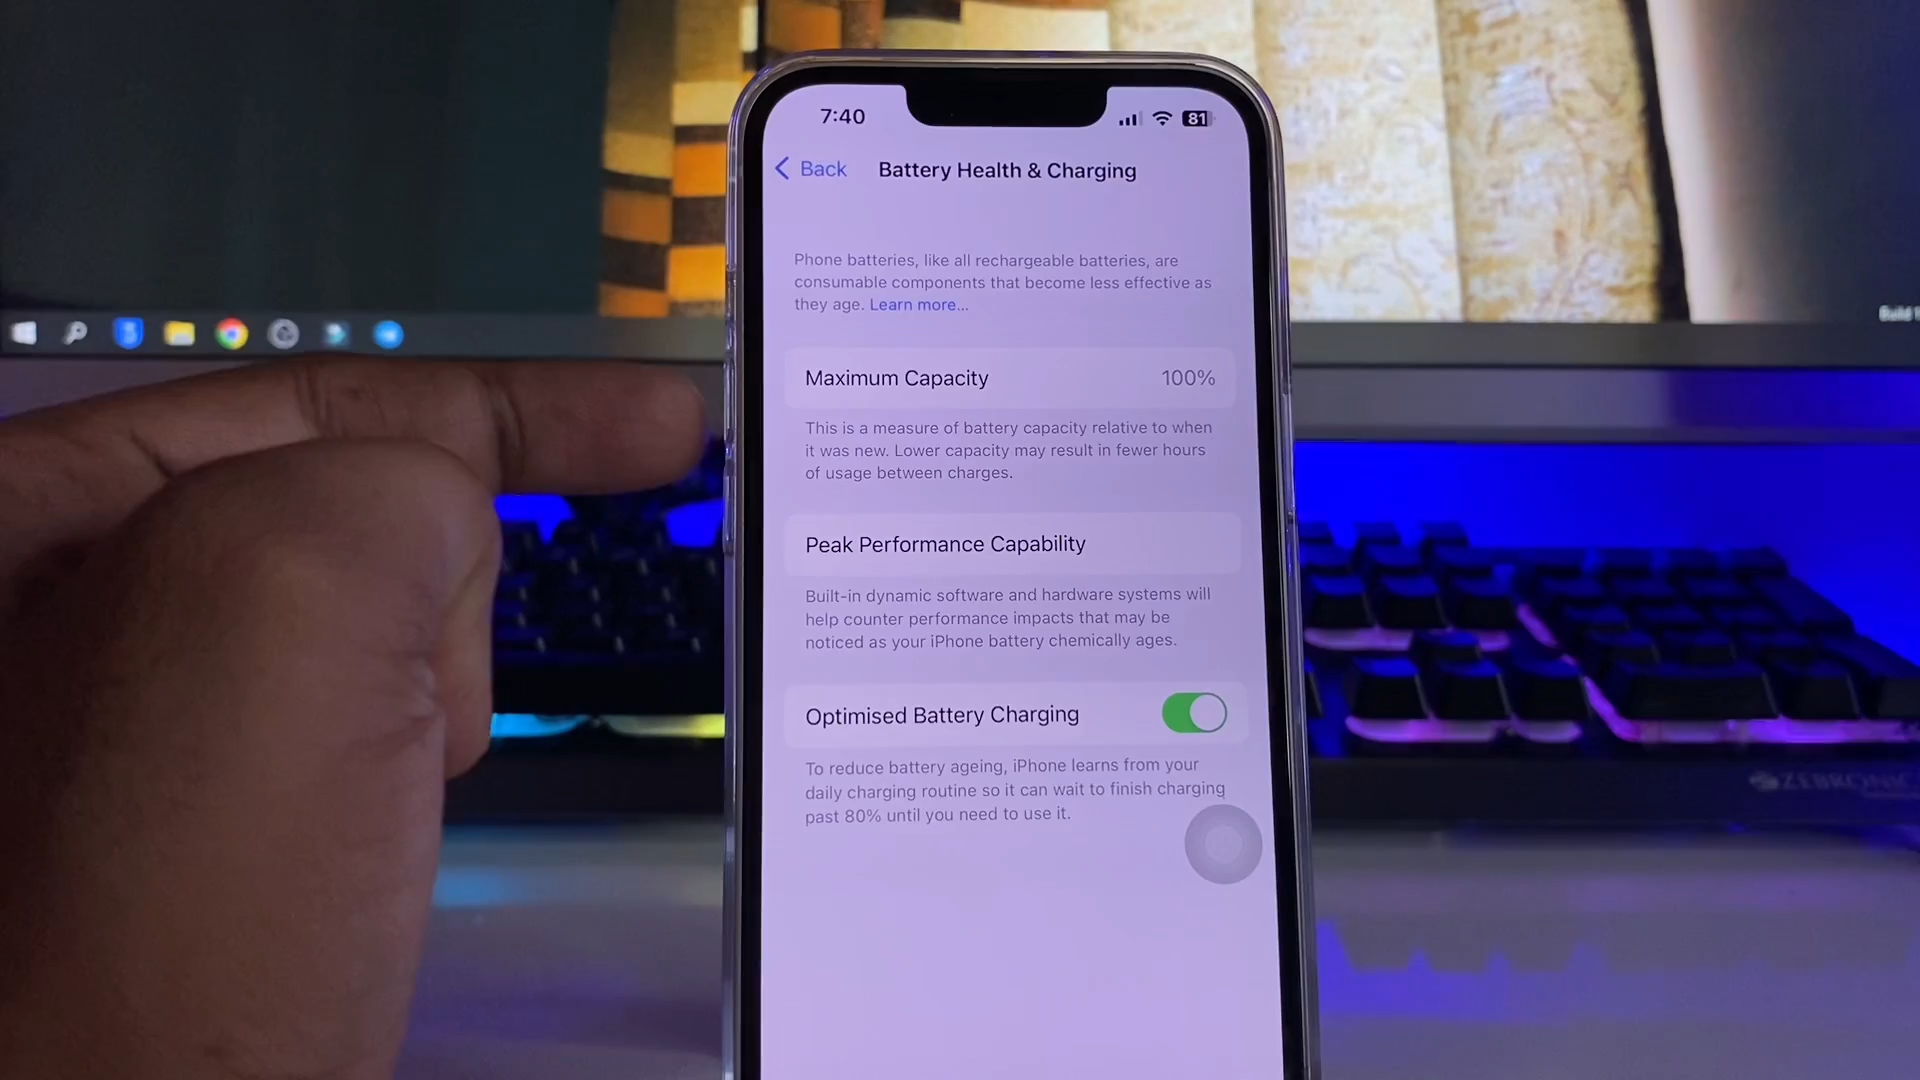 7:40
81
Back
Battery Health & Charging
Phone batteries, like all rechargeable batteries, are
consumable components that become less effective as
they age. Learn more...
Maximum Capacity 100%
This is a measure of battery capacity relative to when
it was new. Lower capacity may result in fewer hours
of usage between charges.
Peak Performance Capability
Built-in dynamic software and hardware systems will
help counter performance impacts that may be
noticed as your iPhone battery chemically ages.
Optimised Battery Charging
To reduce battery ageing, iPhone learns from your
daily charging routine so it can wait to finish charging
past 80% until you need to use it.
Build
ZEBRONIC